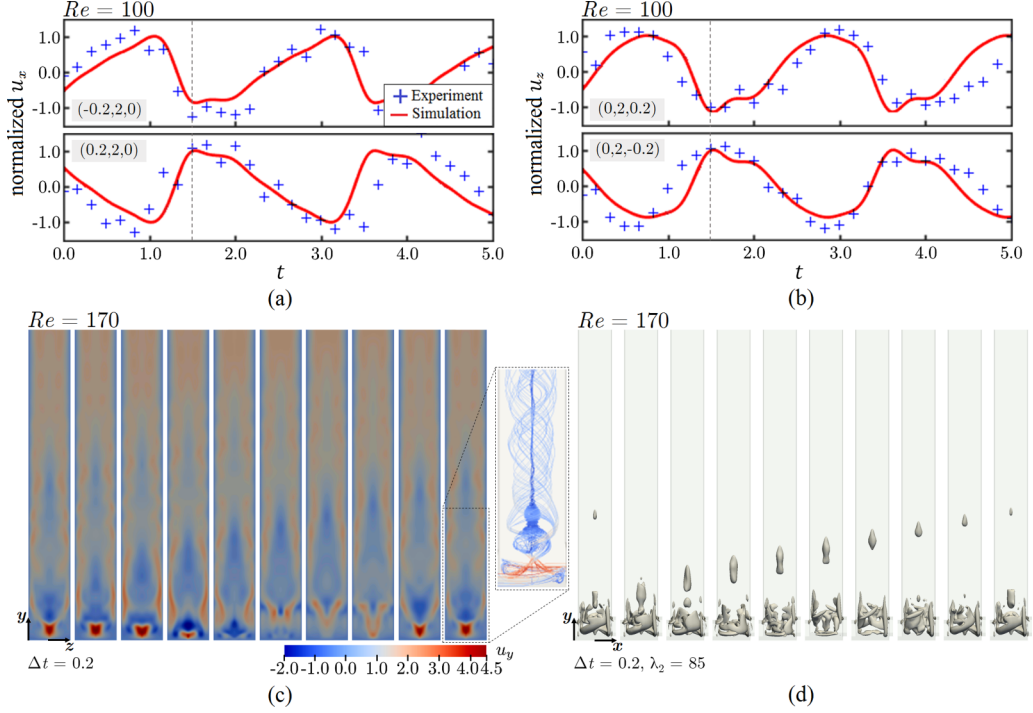 Re = 100
normalized u_x
1.0
0.0
-1.0
(-0.2,2,0)
Experiment
Simulation
1.0
0.0
-1.0
(0.2,2,0)
0.0 1.0 2.0 3.0 4.0 5.0
t
(a)
Re = 100
normalized u_z
1.0
0.0
-1.0
(0,2,0.2)
1.0
0.0
-1.0
(0,2,-0.2)
0.0 1.0 2.0 3.0 4.0 5.0
t
(b)
Re = 170
y
z
Δt = 0.2
u_y
-2.0 -1.0 0.0 1.0 2.0 3.0 4.0 4.5
(c)
Re = 170
y
x
Δt = 0.2, λ₂ = 85
(d)